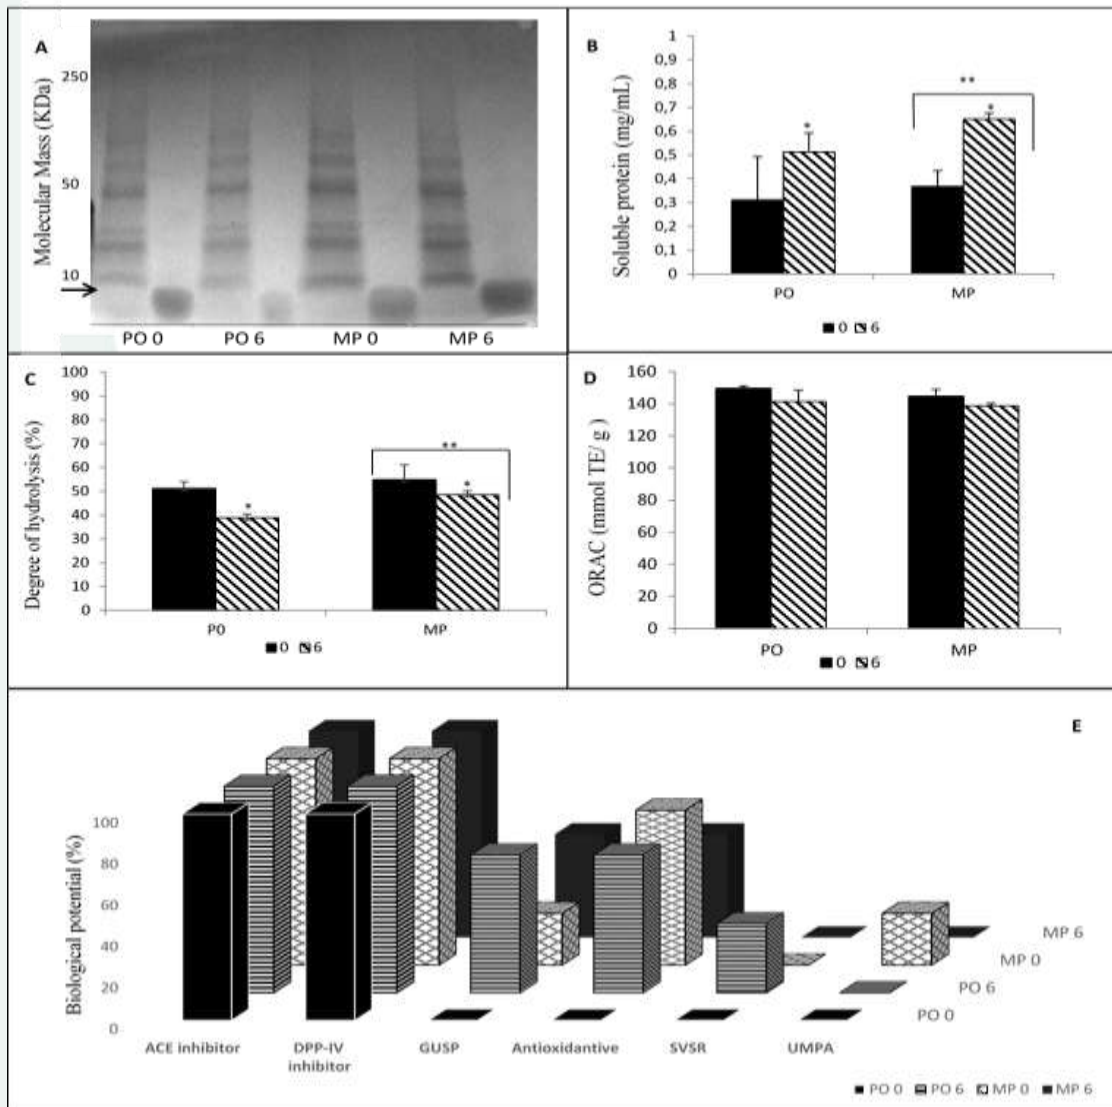 A
Molecular Mass (KDa)
250
50
10
PO 0 PO 6 MP 0 MP 6
B
Soluble protein (mg/mL)
1
0,9
0,8
0,7
0,6
0,5
0,4
0,3
0,2
0,1
0
*
**
*
PO MP
0 6
C
Degree of hydrolysis (%)
100
90
80
70
60
50
40
30
20
10
0
*
**
*
P0 MP
0 6
D
ORAC (mmol TE/ g )
160
140
120
100
80
60
40
20
0
PO MP
0 6
E
Biological potential (%)
100
80
60
40
20
0
MP 6
MP 0
PO 6
PO 0
ACE inhibitor DPP-IV GUSP Antioxidantive SVSR UMPA
inhibitor
PO 0 PO 6 MP 0 MP 6